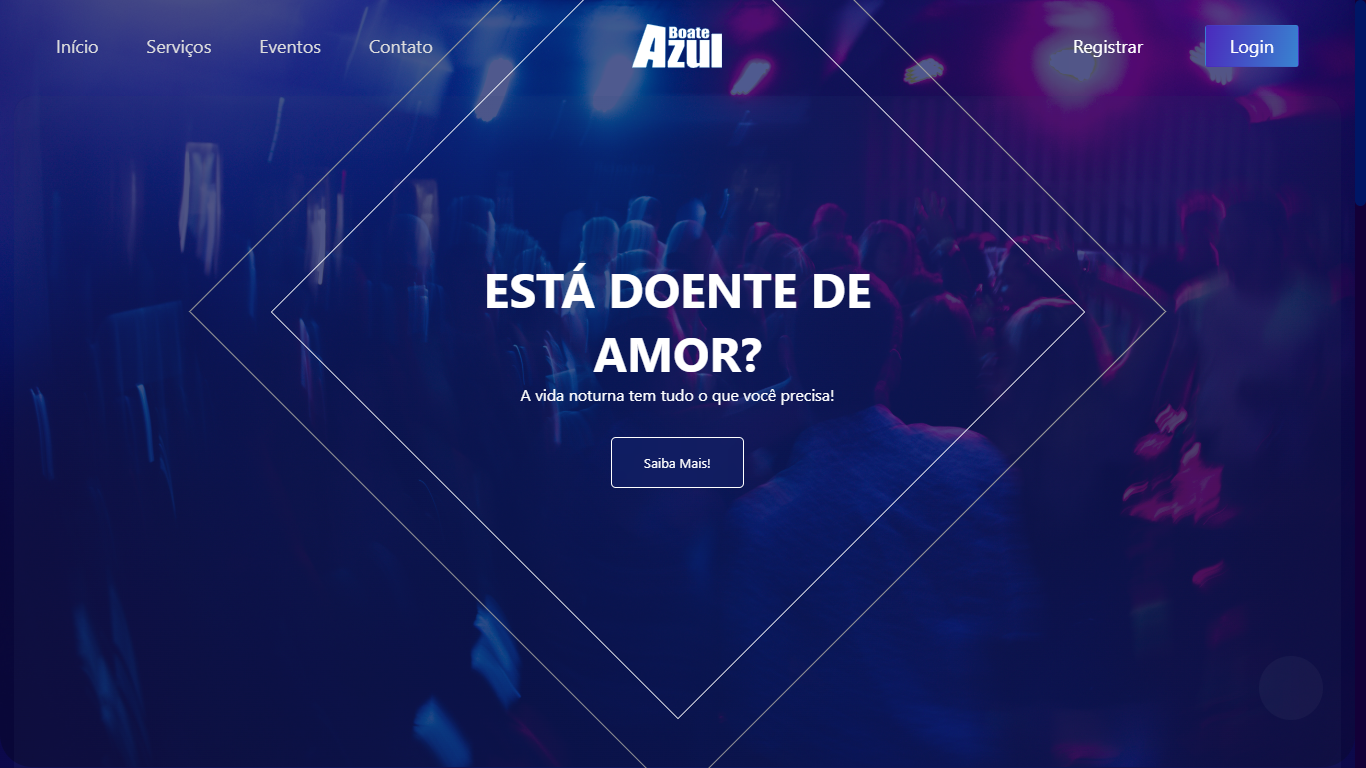 Início
Serviços
Eventos
Contato
Boate
Azul
Registrar
Login
ESTÁ DOENTE DE
AMOR?
A vida noturna tem tudo o que você precisa!
Saiba Mais!